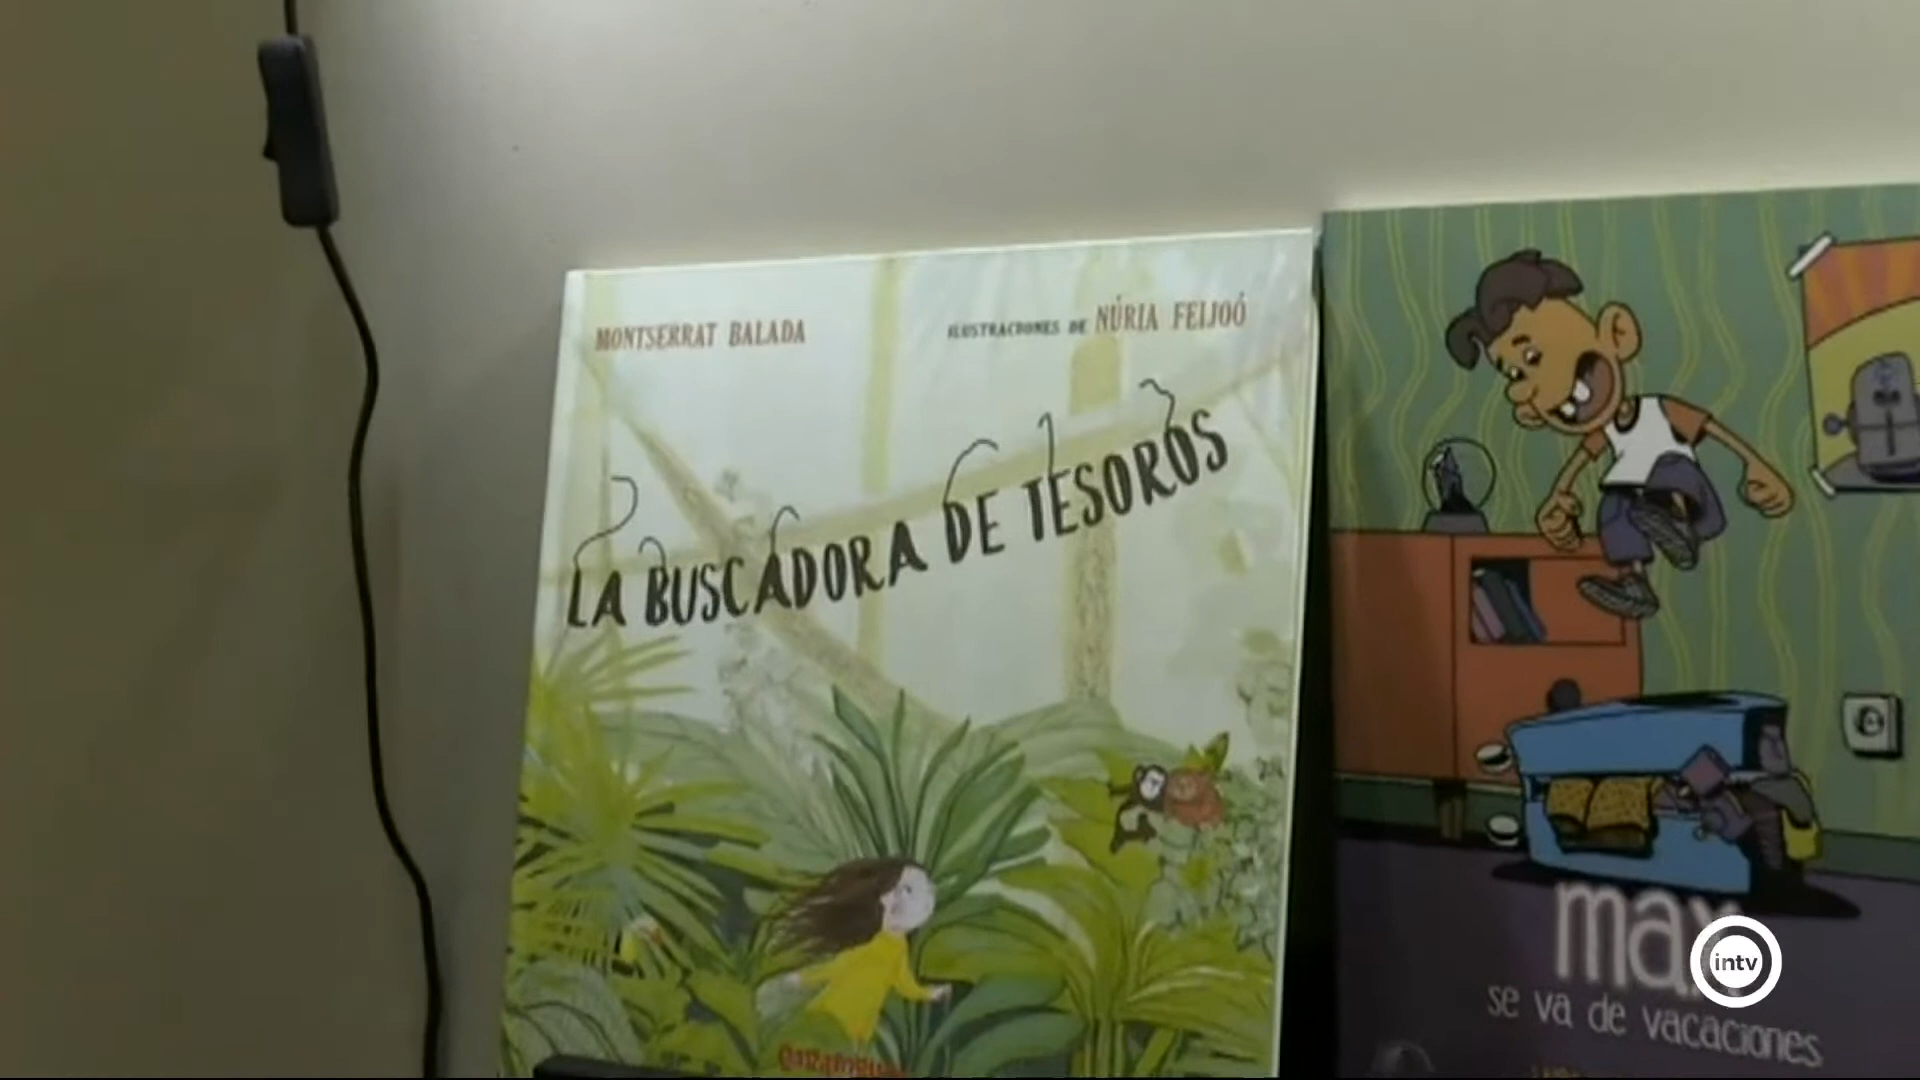 MONTSERRAT BALADA
ILUSTRACIONES DE NÚRIA FEIJOÓ
LA BUSCADORA DE TESOROS
max
se va de vacaciones
intv